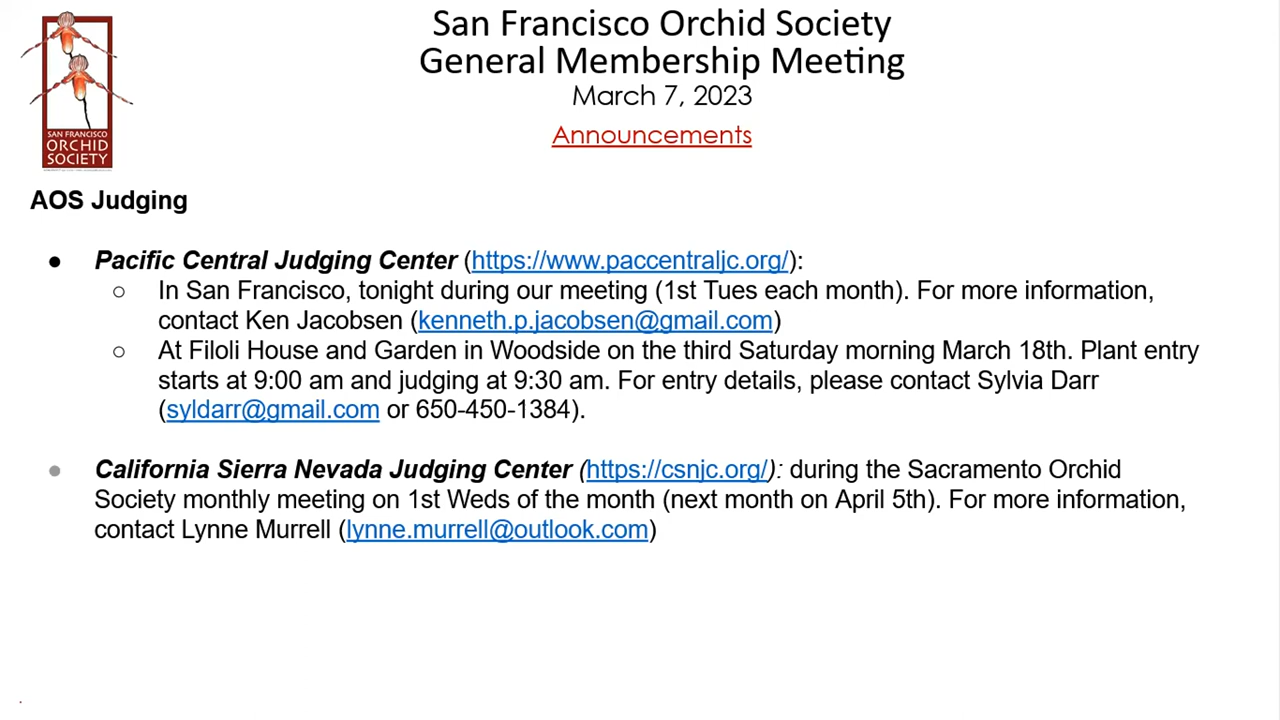 San Francisco Orchid Society
General Membership Meeting
March 7, 2023
Announcements
SAN FRANCISCO
ORCHID
SOCIETY
AOS Judging
● Pacific Central Judging Center (https://www.paccentraljc.org/):
○ In San Francisco, tonight during our meeting (1st Tues each month). For more information,
contact Ken Jacobsen (kenneth.p.jacobsen@gmail.com)
○ At Filoli House and Garden in Woodside on the third Saturday morning March 18th. Plant entry
starts at 9:00 am and judging at 9:30 am. For entry details, please contact Sylvia Darr
(syldarr@gmail.com or 650-450-1384).
● California Sierra Nevada Judging Center (https://csnjc.org/): during the Sacramento Orchid
Society monthly meeting on 1st Weds of the month (next month on April 5th). For more information,
contact Lynne Murrell (lynne.murrell@outlook.com)